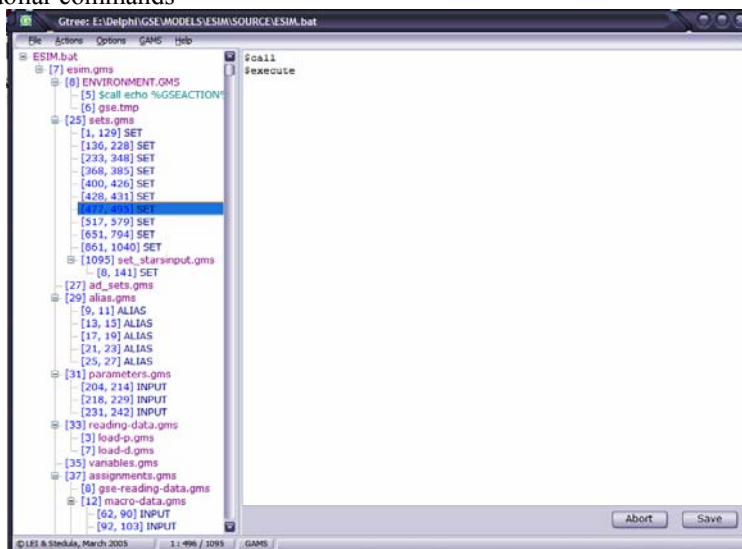 onal commands
Gtree: E:\Delphi\GSE\MODELS\ESIM\SOURCE\ESIM.bat
File Actions Options GAMS Help
ESIM.bat
[7] esim.gms
[8] ENVIRONMENT.GMS
[5] $call echo %GSEACTION%
[6] gse.tmp
[25] sets.gms
[1, 129] SET
[136, 228] SET
[233, 348] SET
[368, 385] SET
[400, 426] SET
[428, 431] SET
[477, 495] SET
[517, 579] SET
[651, 794] SET
[861, 1040] SET
[1095] set_starsinput.gms
[8, 141] SET
[27] ad_sets.gms
[29] alias.gms
[9, 11] ALIAS
[13, 15] ALIAS
[17, 19] ALIAS
[21, 23] ALIAS
[25, 27] ALIAS
[31] parameters.gms
[204, 214] INPUT
[218, 229] INPUT
[231, 242] INPUT
[33] reading-data.gms
[3] load-p.gms
[7] load-d.gms
[35] variables.gms
[37] assignments.gms
[8] gse-reading-data.gms
[12] macro-data.gms
[62, 90] INPUT
[92, 103] INPUT
$call
$execute
Abort Save
© LEI & Stedula, March 2005 1 : 496 / 1095 GAMS